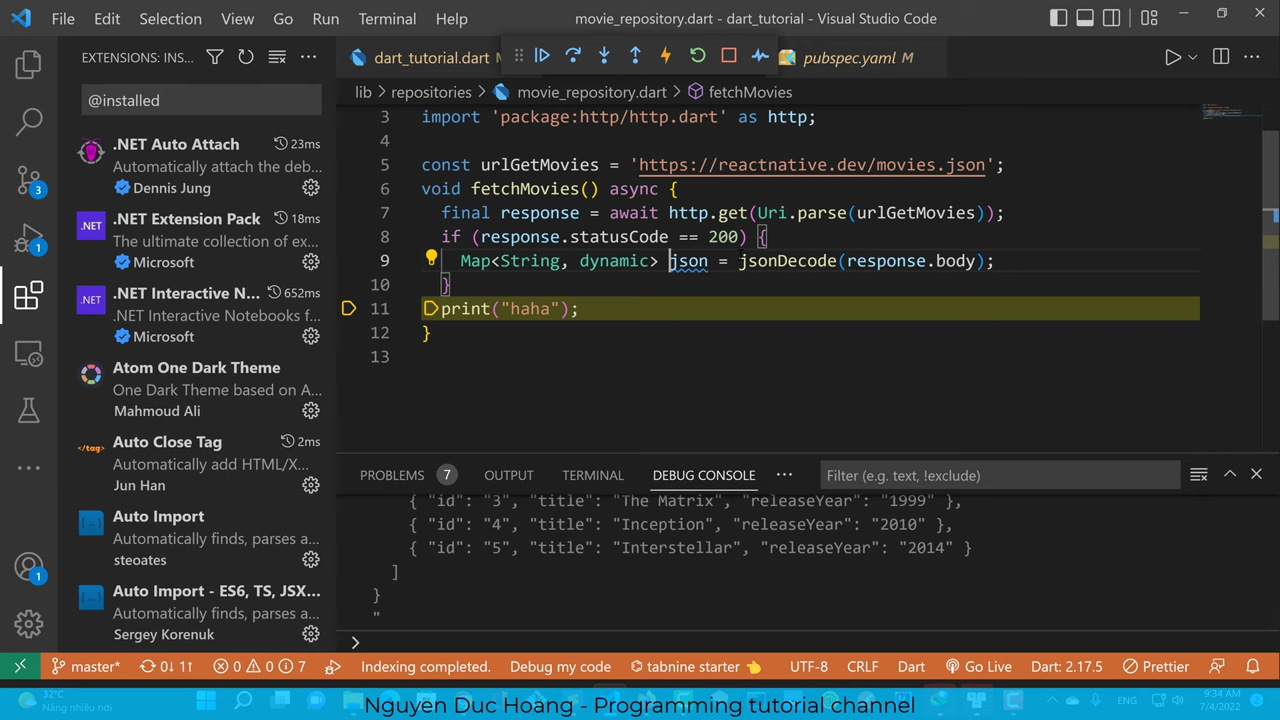 File Edit Selection View Go Run Terminal Help
movie_repository.dart - dart_tutorial - Visual Studio Code
EXTENSIONS: INS...
@installed
.NET Auto Attach 23ms
Automatically attach the deb...
Dennis Jung
.NET Extension Pack 18ms
The ultimate collection of ex...
Microsoft
.NET Interactive N... 652ms
.NET Interactive Notebooks f...
Microsoft
Atom One Dark Theme
One Dark Theme based on A...
Mahmoud Ali
Auto Close Tag 2ms
Automatically add HTML/X...
Jun Han
Auto Import
Automatically finds, parses a...
steoates
Auto Import - ES6, TS, JSX...
Automatically finds, parses a...
Sergey Korenuk
3
1
1
dart_tutorial.dart M
pubspec.yaml M
lib > repositories > movie_repository.dart > fetchMovies
3 import 'package:http/http.dart' as http;
4
5 const urlGetMovies = 'https://reactnative.dev/movies.json';
6 void fetchMovies() async {
7 final response = await http.get(Uri.parse(urlGetMovies));
8 if (response.statusCode == 200) {
9 Map<String, dynamic> json = jsonDecode(response.body);
10 }
11 print("haha");
12 }
13
PROBLEMS 7 OUTPUT TERMINAL DEBUG CONSOLE ... Filter (e.g. text, !exclude)
{ "id": "3", "title": "The Matrix", "releaseYear": "1999" },
{ "id": "4", "title": "Inception", "releaseYear": "2010" },
{ "id": "5", "title": "Interstellar", "releaseYear": "2014" }
]
}
"
>
master* 0↓ 1↑ 0 0 7 Indexing completed. Debug my code tabnine starter 👈 UTF-8 CRLF Dart Go Live Dart: 2.17.5 Prettier
32°C
Nắng nhiều nơi
Nguyen Duc Hoang - Programming tutorial channel
ENG
9:34 AM
7/4/2022